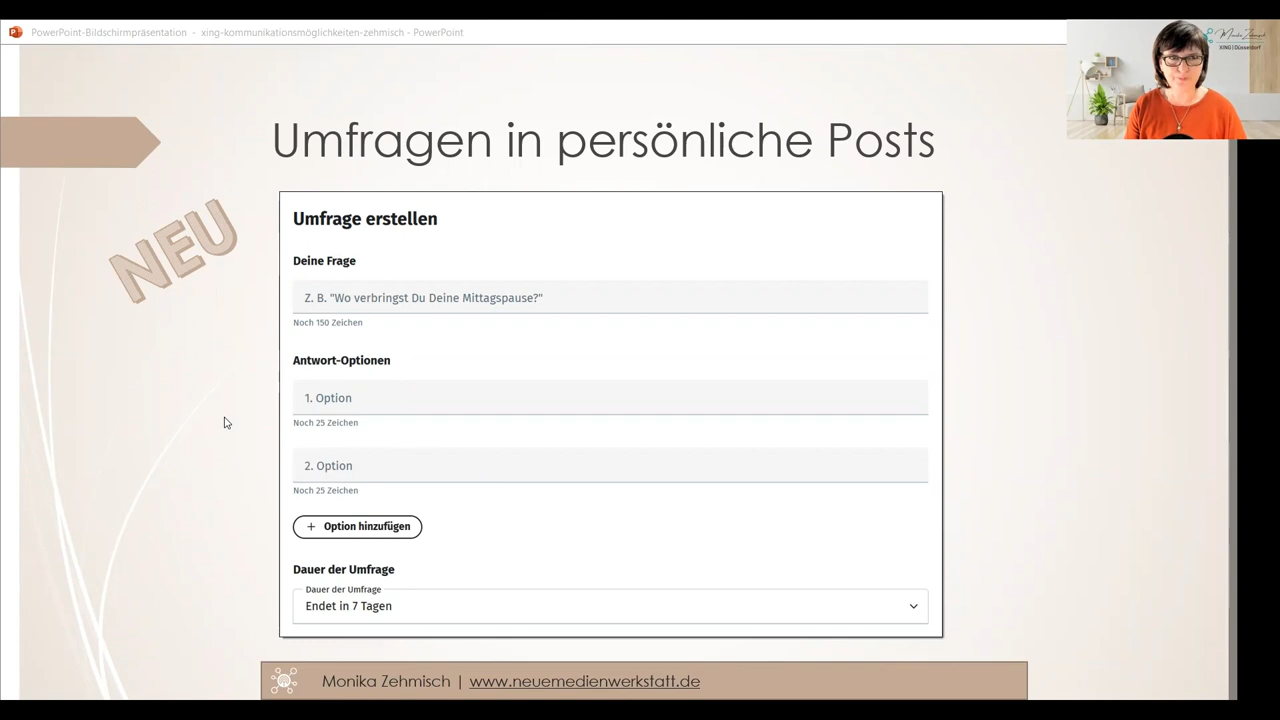 PowerPoint-Bildschirmpräsentation - xing-kommunikationsmöglichkeiten-zehmisch - PowerPoint
Monika Zehmisch
XING | Düsseldorf
Umfragen in persönliche Posts
NEU
Umfrage erstellen
Deine Frage
Z. B. "Wo verbringst Du Deine Mittagspause?"
Noch 150 Zeichen
Antwort-Optionen
1. Option
Noch 25 Zeichen
2. Option
Noch 25 Zeichen
+ Option hinzufügen
Dauer der Umfrage
Dauer der Umfrage
Endet in 7 Tagen
Monika Zehmisch | www.neuemedienwerkstatt.de